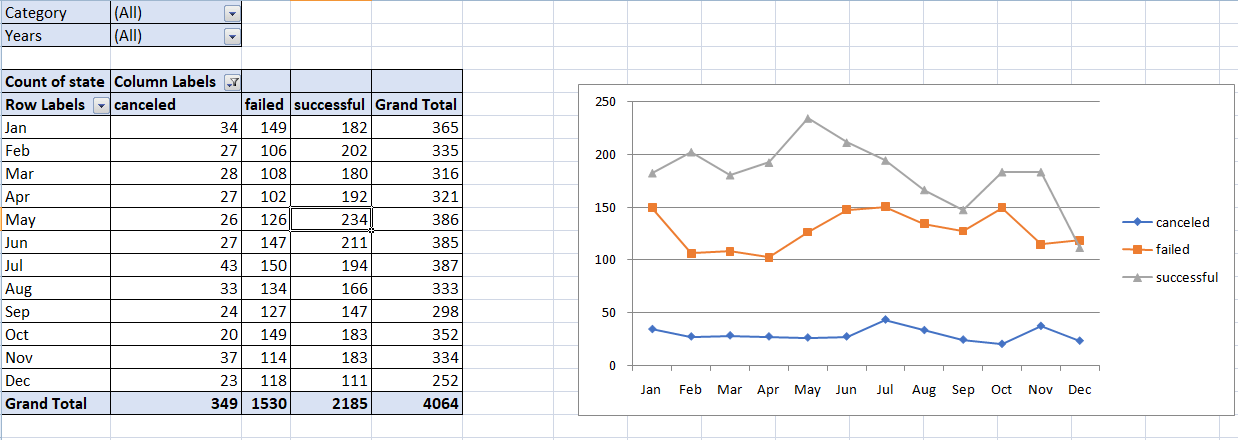 Category (All)
Years (All)
Count of state Column Labels
Row Labels canceled failed successful Grand Total
Jan 34 149 182 365
Feb 27 106 202 335
Mar 28 108 180 316
Apr 27 102 192 321
May 26 126 234 386
Jun 27 147 211 385
Jul 43 150 194 387
Aug 33 134 166 333
Sep 24 127 147 298
Oct 20 149 183 352
Nov 37 114 183 334
Dec 23 118 111 252
Grand Total 349 1530 2185 4064
250
200
150
100
50
0
Jan Feb Mar Apr May Jun Jul Aug Sep Oct Nov Dec
canceled
failed
successful